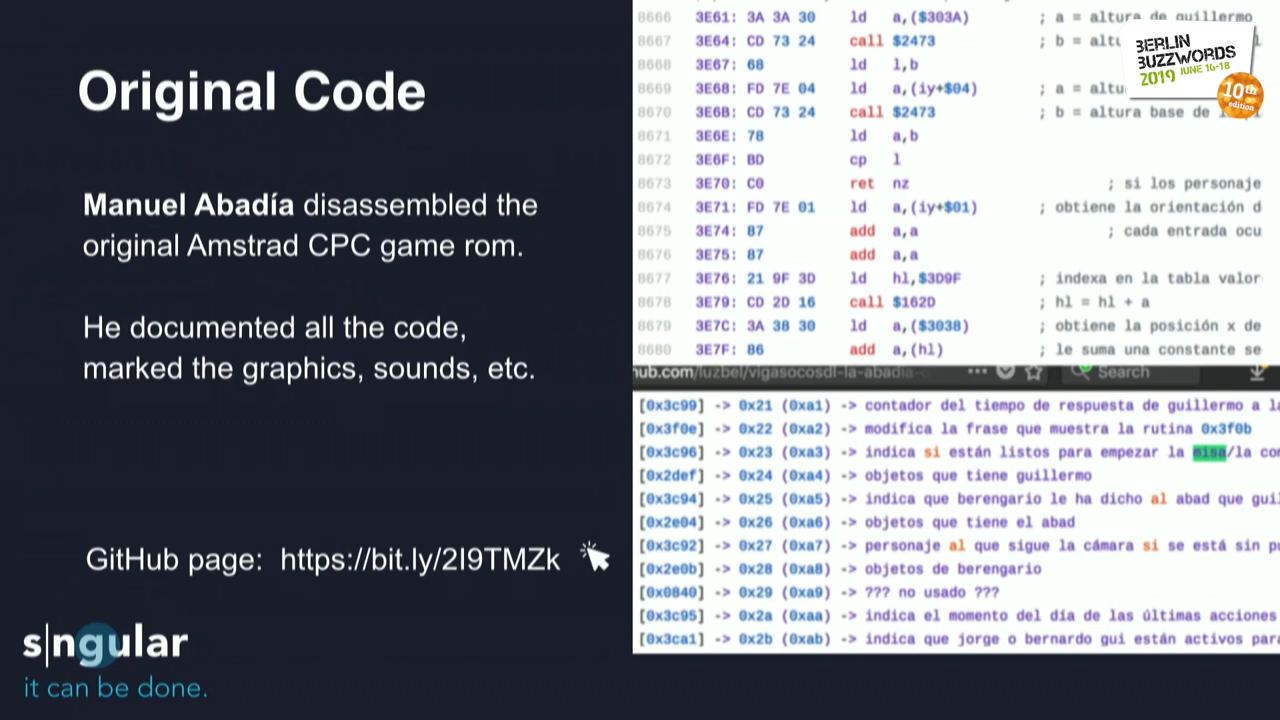 Original Code
Manuel Abadía disassembled the
original Amstrad CPC game rom.
He documented all the code,
marked the graphics, sounds, etc.
GitHub page: https://bit.ly/2I9TMZk
s|ngular
it can be done.
BERLIN
BUZZWORDS
2019 JUNE 16-18
10th
edition
8666 3E61: 3A 3A 30 ld a,($303A) ; a = altura de guillermo
8667 3E64: CD 73 24 call $2473 ; b =
8668 3E67: 68 ld l,b
8669 3E68: FD 7E 04 ld a,(iy+$04) ; a =
8670 3E6B: CD 73 24 call $2473 ; b = altura base de
8671 3E6E: 78 ld a,b
8672 3E6F: BD cp l
8673 3E70: C0 ret nz ; si los personaje
8674 3E71: FD 7E 01 ld a,(iy+$01) ; obtiene la orientación d
8675 3E74: 87 add a,a ; cada entrada ocu
8676 3E75: 87 add a,a
8677 3E76: 21 9F 3D ld hl,$3D9F ; indexa en la tabla valor
8678 3E79: CD 2D 16 call $162D ; hl = hl + a
8679 3E7C: 3A 38 30 ld a,($3038) ; obtiene la posición x de
8680 3E7F: 86 add a,(hl) ; le suma una constante se
hub.com/luzbel/vigasocosdl-la-abadia- ••• Search
[0x3c99] -> 0x21 (0xa1) -> contador del tiempo de respuesta de guillermo a la
[0x3f0e] -> 0x22 (0xa2) -> modifica la frase que muestra la rutina 0x3f0b
[0x3c96] -> 0x23 (0xa3) -> indica si están listos para empezar la misa/la co
[0x2def] -> 0x24 (0xa4) -> objetos que tiene guillermo
[0x3c94] -> 0x25 (0xa5) -> indica que berengario le ha dicho al abad que gui
[0x2e04] -> 0x26 (0xa6) -> objetos que tiene el abad
[0x3c92] -> 0x27 (0xa7) -> personaje al que sigue la cámara si se está sin p
[0x2e0b] -> 0x28 (0xa8) -> objetos de berengario
[0x0840] -> 0x29 (0xa9) -> ??? no usado ???
[0x3c95] -> 0x2a (0xaa) -> indica el momento del día de las últimas acciones
[0x3ca1] -> 0x2b (0xab) -> indica que jorge o bernardo gui están activos par